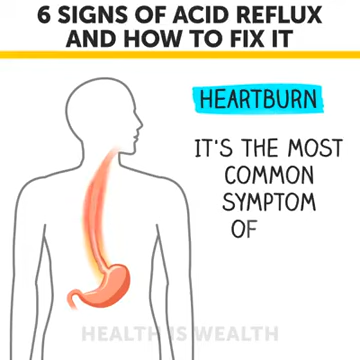 6 SIGNS OF ACID REFLUX
AND HOW TO FIX IT
HEARTBURN
IT'S THE MOST
COMMON
SYMPTOM
OF
HEALTH IS WEALTH